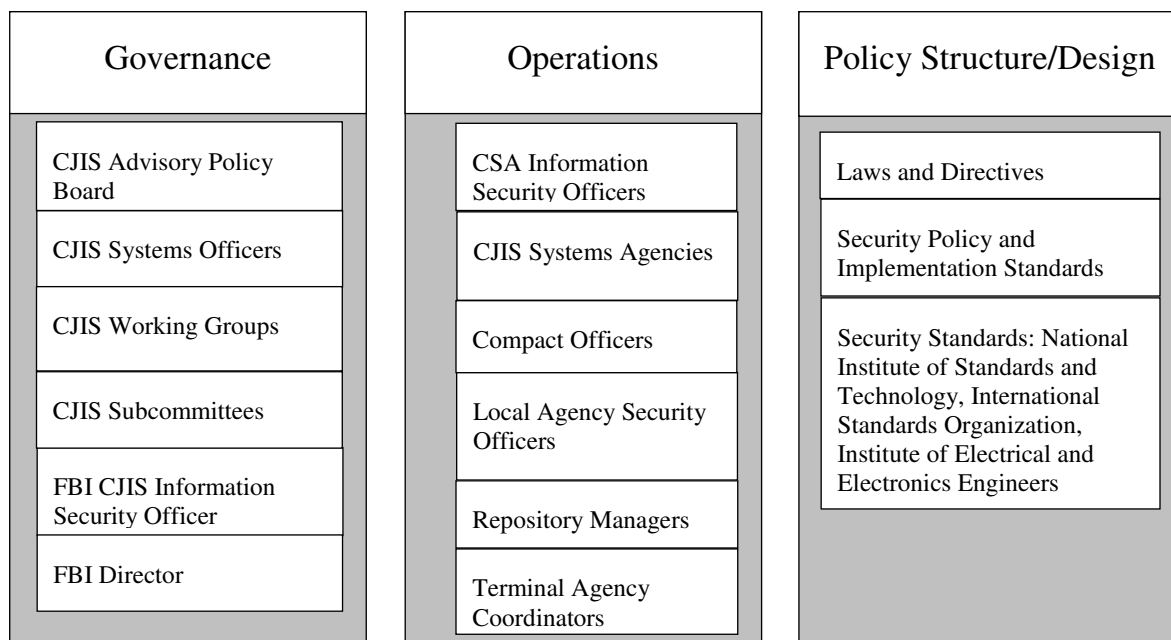 Governance
CJIS Advisory Policy
Board
CJIS Systems Officers
CJIS Working Groups
CJIS Subcommittees
FBI CJIS Information
Security Officer
FBI Director
Operations
CSA Information
Security Officers
CJIS Systems Agencies
Compact Officers
Local Agency Security
Officers
Repository Managers
Terminal Agency
Coordinators
Policy Structure/Design
Laws and Directives
Security Policy and
Implementation Standards
Security Standards: National
Institute of Standards and
Technology, International
Standards Organization,
Institute of Electrical and
Electronics Engineers